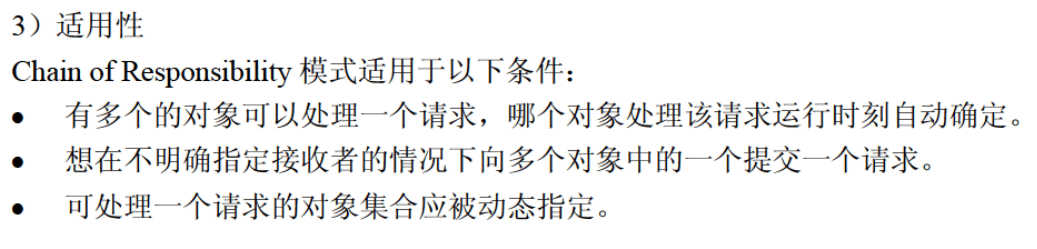 3）适用性
Chain of Responsibility 模式适用于以下条件：
● 有多个的对象可以处理一个请求，哪个对象处理该请求运行时刻自动确定。
● 想在不明确指定接收者的情况下向多个对象中的一个提交一个请求。
● 可处理一个请求的对象集合应被动态指定。